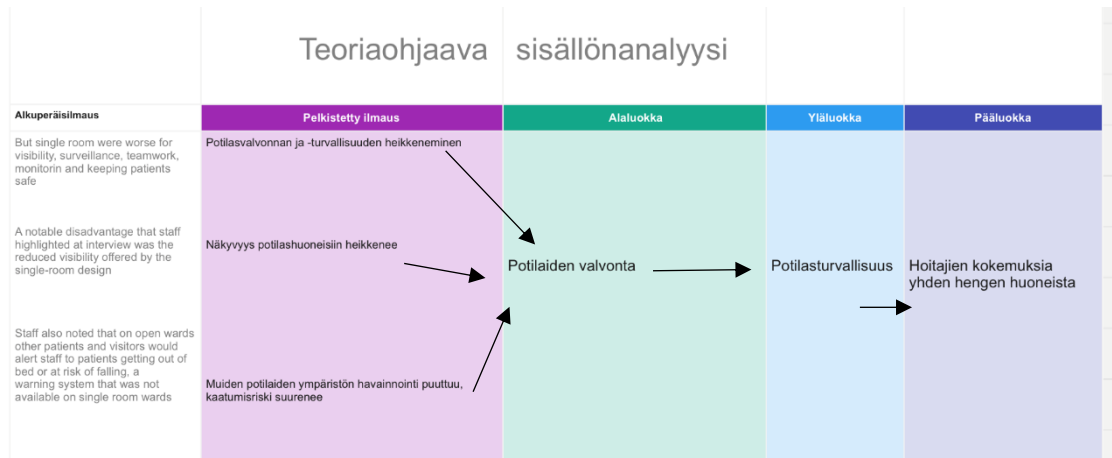 Teoriaohjaava sisällönanalyysi
Alkuperäisilmaus
Pelkistetty ilmaus
Alaluokka
Yläluokka
Pääluokka
But single room were worse for
visibility, surveillance, teamwork,
monitorin and keeping patients
safe
Potilasvalvonnan ja -turvallisuuden heikkeneminen
A notable disadvantage that staff
highlighted at interview was the
reduced visibility offered by the
single-room design
Näkyvyys potilashuoneisiin heikkenee
Potilaiden valvonta
Potilasturvallisuus
Hoitajien kokemuksia
yhden hengen huoneista
Staff also noted that on open wards
other patients and visitors would
alert staff to patients getting out of
bed or at risk of falling, a
warning system that was not
available on single room wards
Muiden potilaiden ympäristön havainnointi puuttuu,
kaatumisriski suurenee